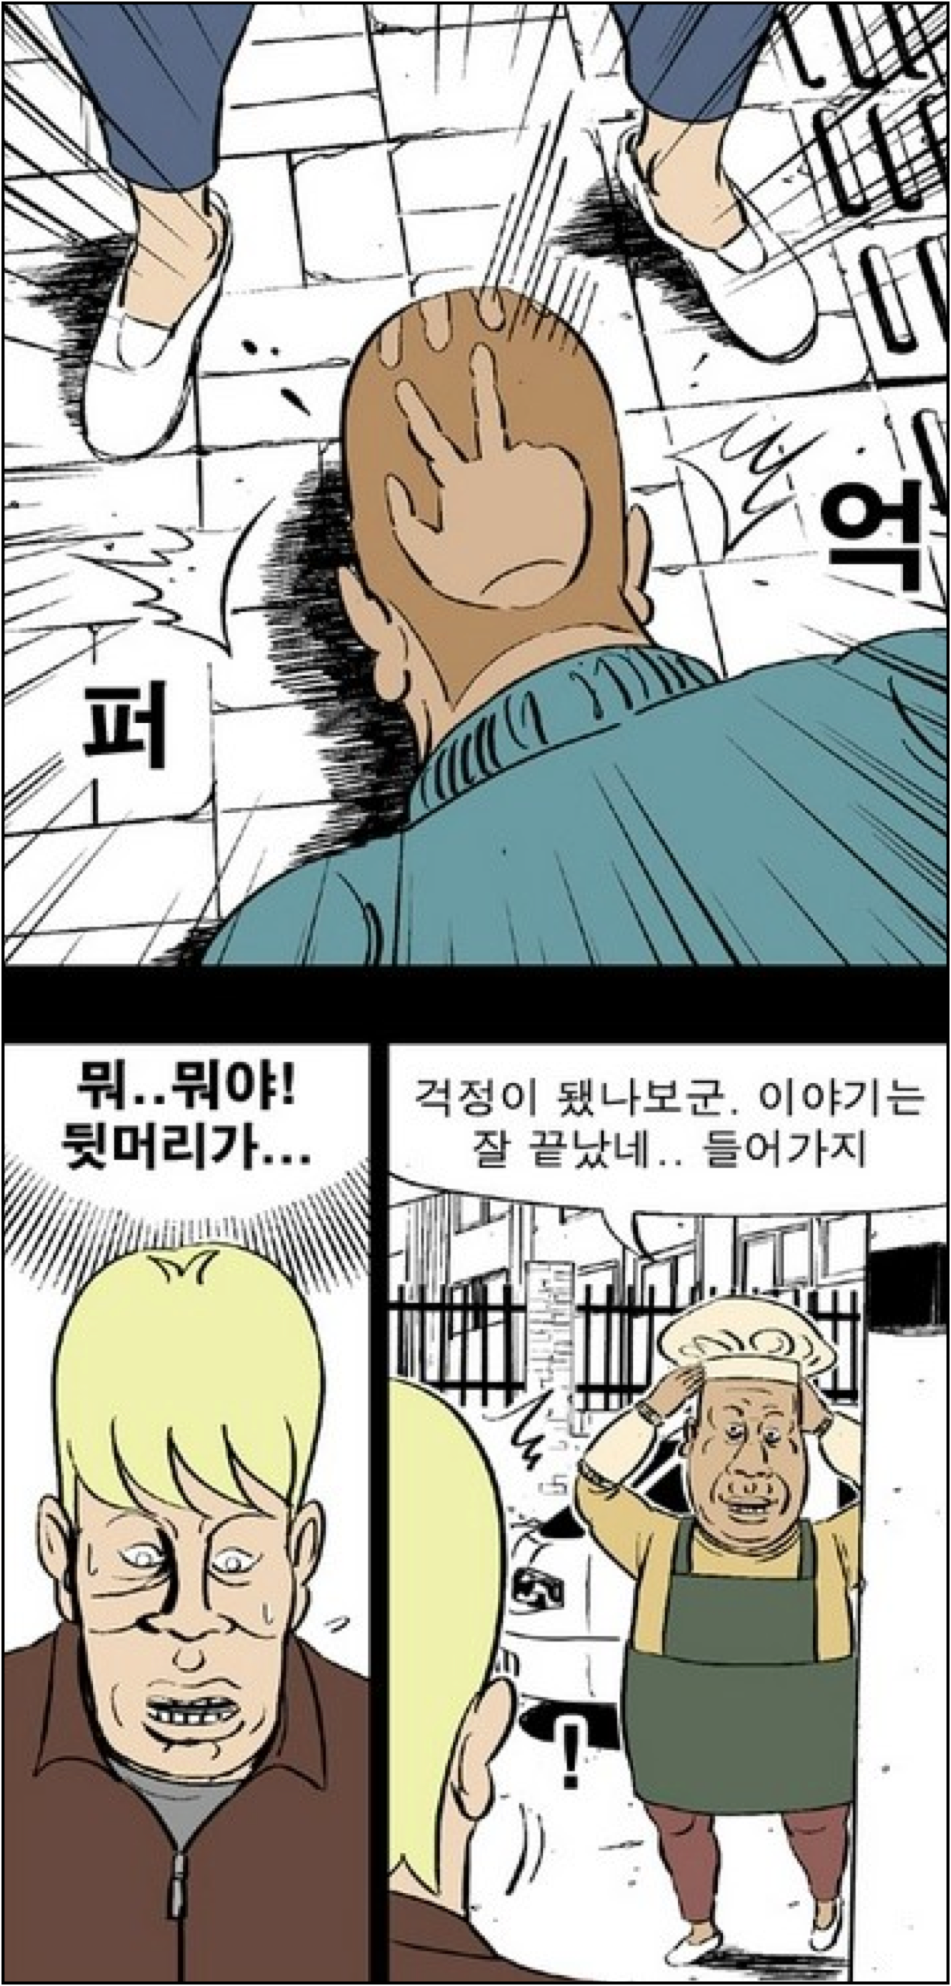 퍼
억
뭐..뭐야!
뒷머리가...
걱정이 됐나보군. 이야기는
잘 끝났네.. 들어가지
!